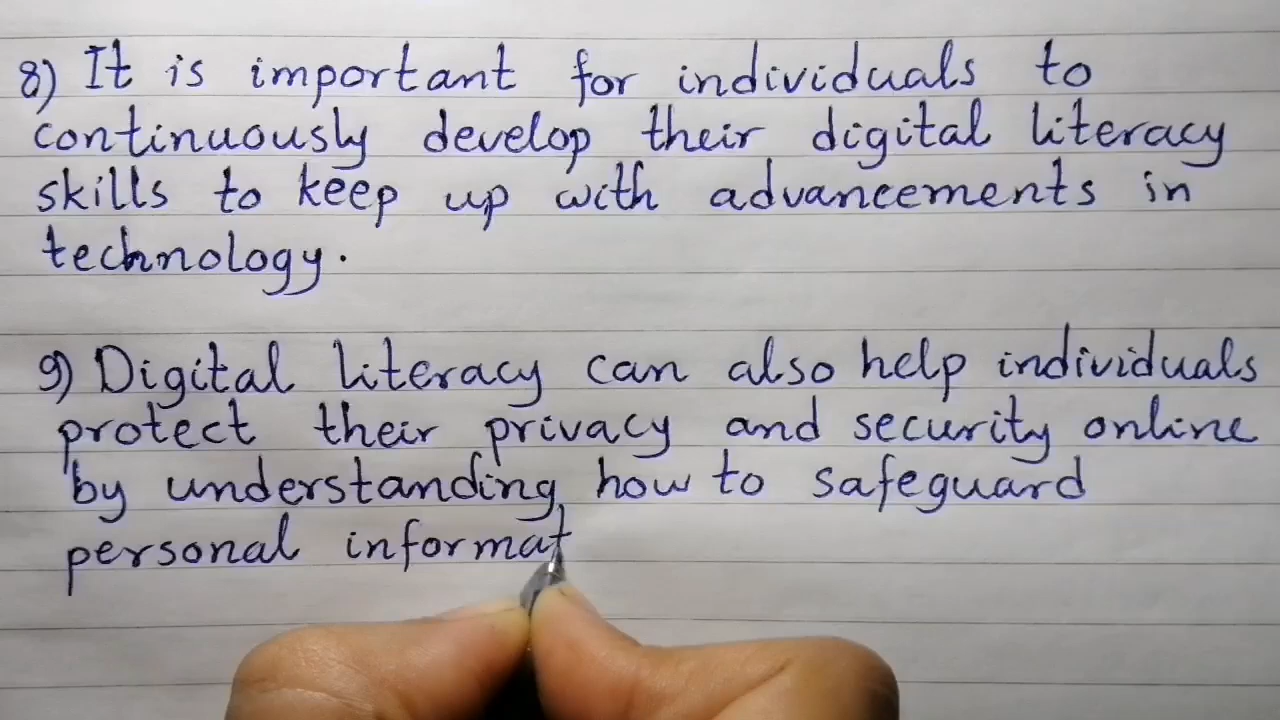 8) It is important for individuals to
continuously develop their digital literacy
skills to keep up with advancements in
technology.
9) Digital literacy can also help individuals
protect their privacy and security online
by understanding how to safeguard
personal informat